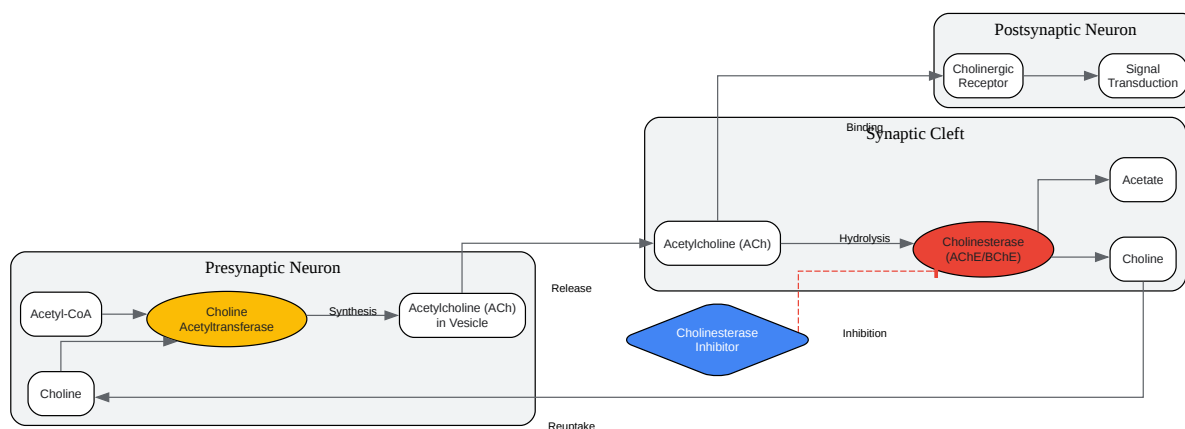 Postsynaptic Neuron
Cholinergic
Receptor
Signal
Transduction
Binding
Synaptic Cleft
Acetate
Acetylcholine (ACh)
Hydrolysis
Cholinesterase
(AChE/BChE)
Choline
Presynaptic Neuron
Release
Acetyl-CoA
Choline
Acetyltransferase
Synthesis
Acetylcholine (ACh)
in Vesicle
Cholinesterase
Inhibitor
Inhibition
Choline
Reuptake